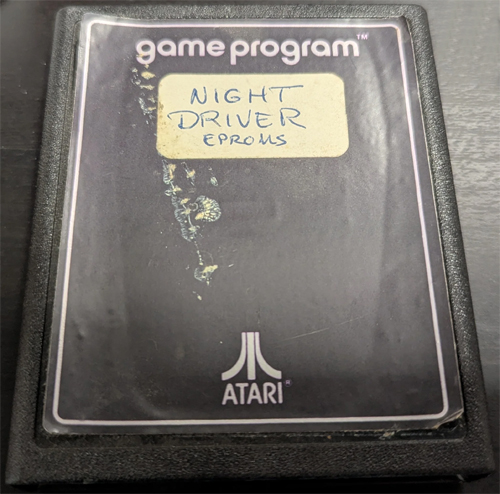 game program™
NIGHT
DRIVER
EPROMS
ATARI®